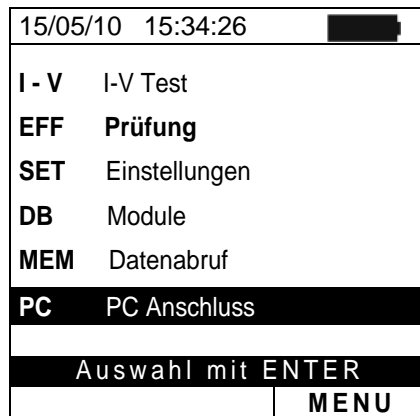 15/05/10 15:34:26
I - V I-V Test
EFF Prüfung
SET Einstellungen
DB Module
MEM Datenabruf
PC PC Anschluss
Auswahl mit ENTER
MENU